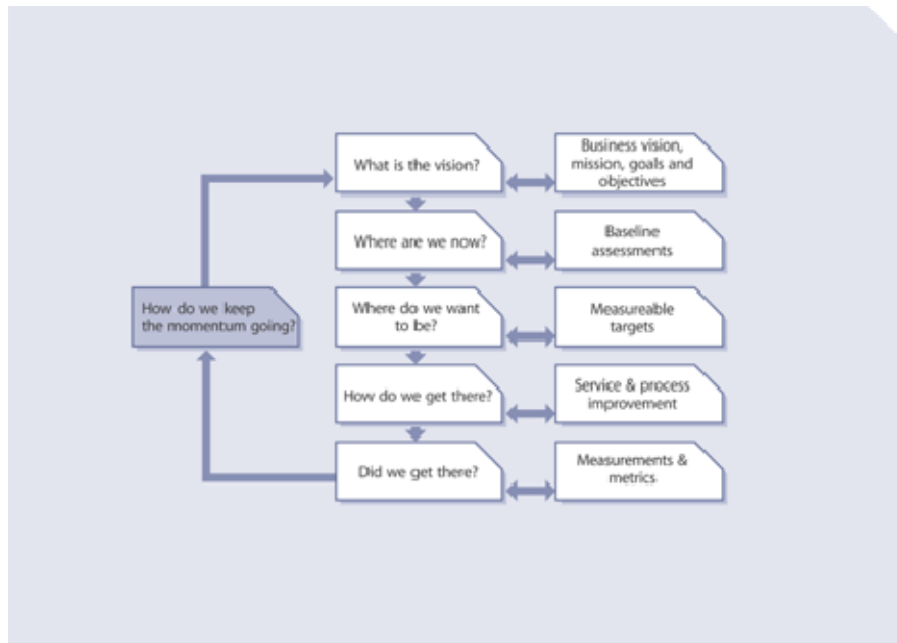 What is the vision?
Business vision,
mission, goals and
objectives
Where are we now?
Baseline
assessments
How do we keep
the momentum going?
Where do we want
to be?
Measureable
targets
How do we get there?
Service & process
improvement
Did we get there?
Measurements &
metrics